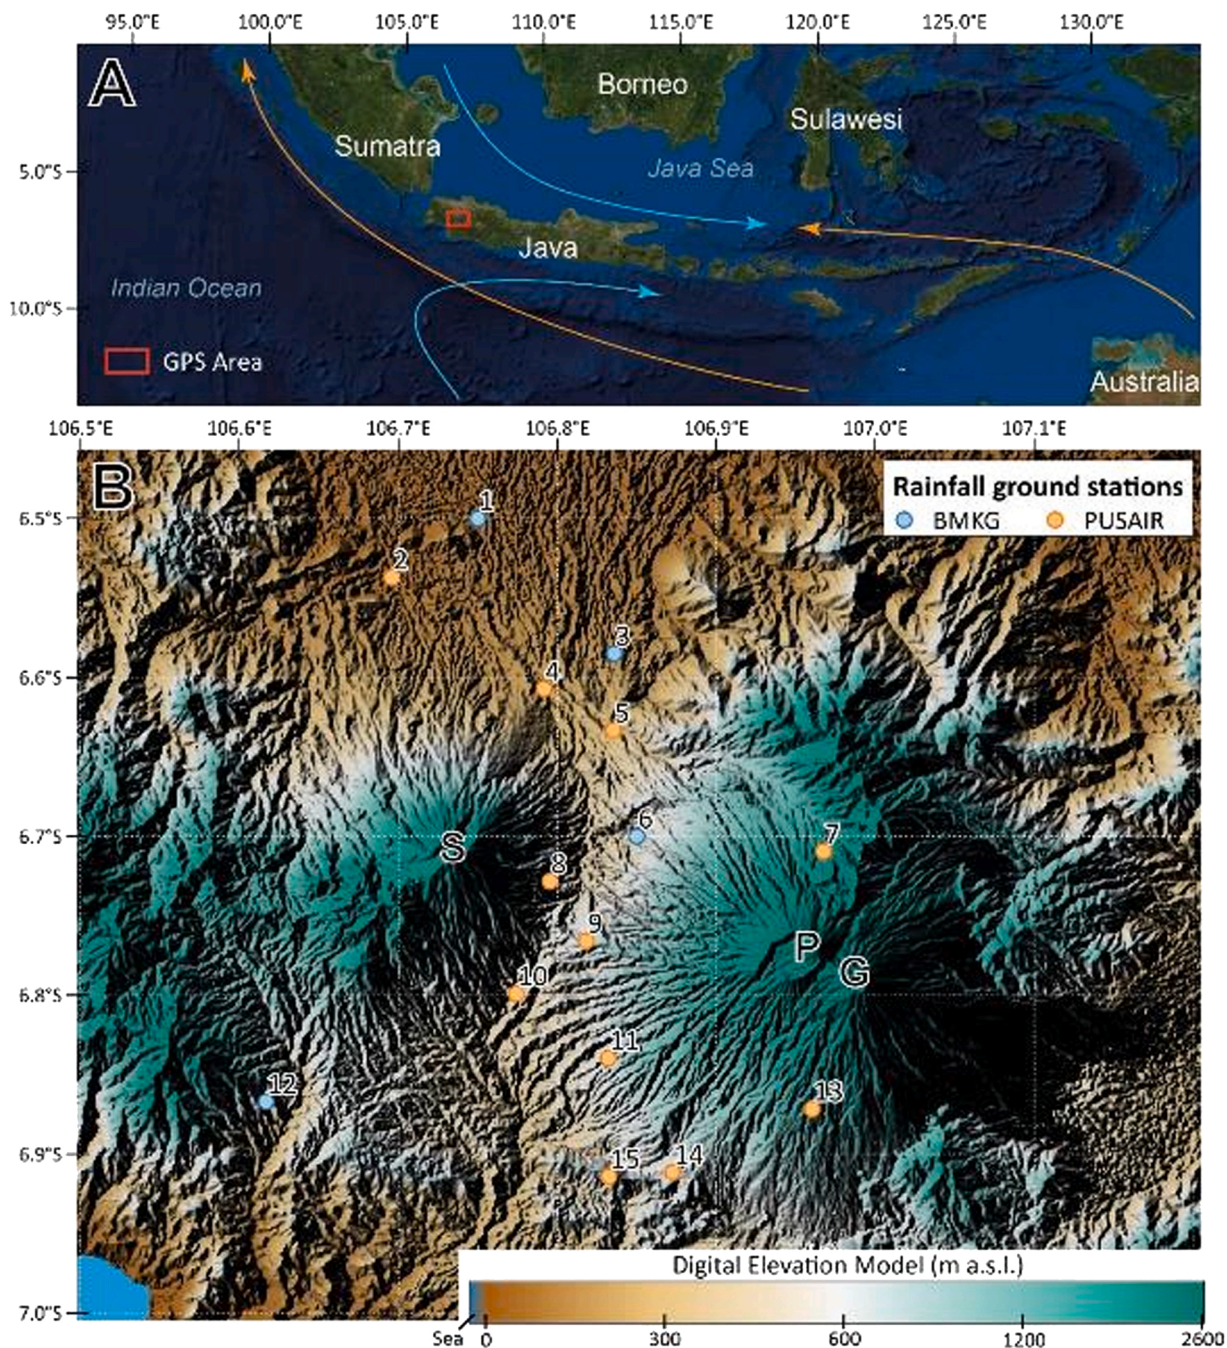 95.0°E 100.0°E 105.0°E 110.0°E 115.0°E 120.0°E 125.0°E 130.0°E
A
Borneo
Sulawesi
Sumatra
5.0°S
Java Sea
Java
Indian Ocean
10.0°S
GPS Area
Australia
106.5°E 106.6°E 106.7°E 106.8°E 106.9°E 107.0°E 107.1°E
B
Rainfall ground stations
BMKG PUSAIR
1
6.5°S
2
3
6.6°S
4
5
6
6.7°S
7
S
8
9
P
G
10
6.8°S
11
12
13
6.9°S
15
14
Digital Elevation Model (m a.s.l.)
7.0°S
Sea 0 300 600 1200 2600